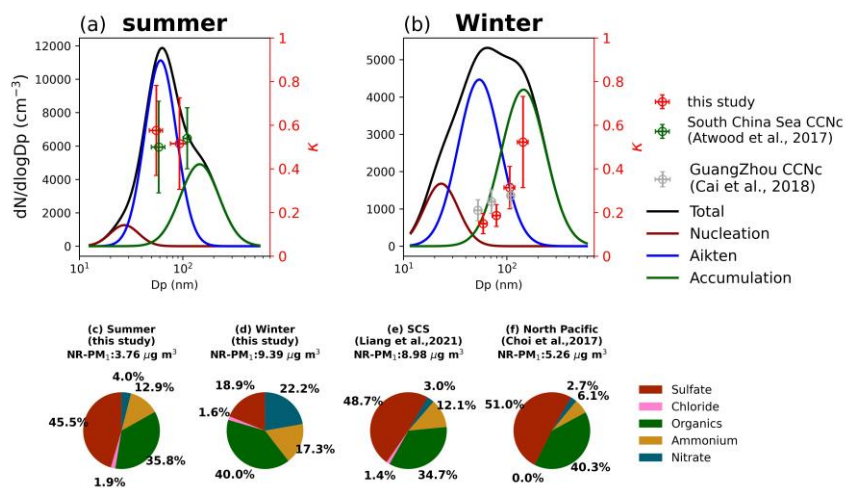 (a) summer
(b) Winter
dN/dlogDp (cm⁻³)
12000
10000
8000
6000
4000
2000
0
10¹
10²
Dp (nm)
1
0.8
0.6
0.4
0.2
0
κ
5000
4000
3000
2000
1000
0
10¹
10²
Dp (nm)
1
0.8
0.6
0.4
0.2
0
κ
this study
South China Sea CCNc
(Atwood et al., 2017)
GuangZhou CCNc
(Cai et al., 2018)
Total
Nucleation
Aikten
Accumulation
(c) Summer
(this study)
NR-PM₁:3.76 μg m³
4.0%
12.9%
45.5%
35.8%
1.9%
(d) Winter
(this study)
NR-PM₁:9.39 μg m³
18.9%
22.2%
1.6%
17.3%
40.0%
(e) SCS
(Liang et al.,2021)
NR-PM₁:8.98 μg m³
48.7%
3.0%
12.1%
1.4%
34.7%
(f) North Pacific
(Choi et al.,2017)
NR-PM₁:5.26 μg m³
51.0%
2.7%
6.1%
0.0%
40.3%
Sulfate
Chloride
Organics
Ammonium
Nitrate